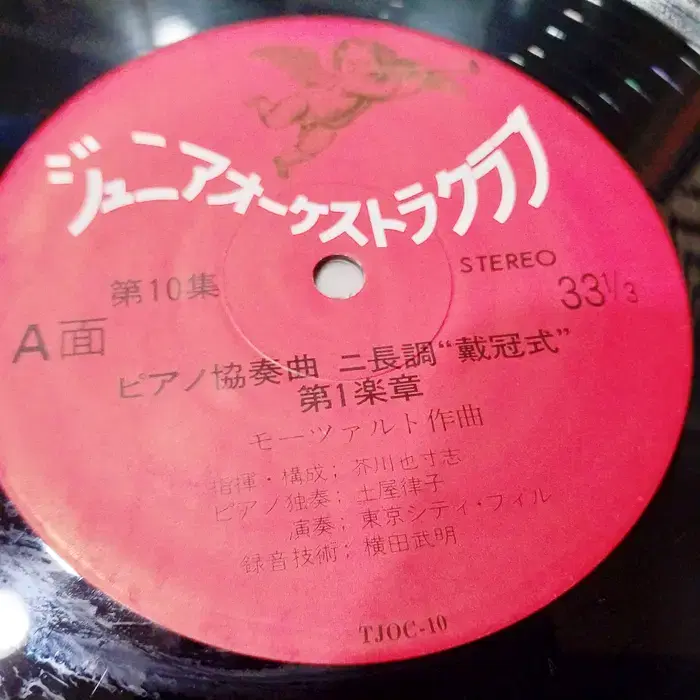 ジュニアオーケストラクラブ
STEREO
第10集
33 1/3
A面
ピアノ協奏曲 ニ長調“戴冠式”
第1楽章
モーツァルト作曲
指揮・構成；芥川也寸志
ピアノ独奏；土屋律子
演奏；東京シティ・フィル
録音技術；横田武明
TJOC-10